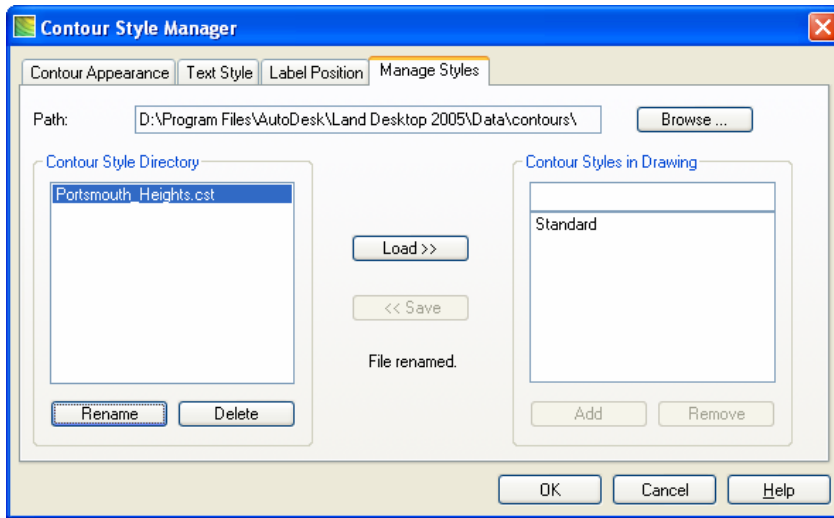 Contour Style Manager
Contour Appearance Text Style Label Position Manage Styles
Path: D:\Program Files\AutoDesk\Land Desktop 2005\Data\contours\ Browse ...
Contour Style Directory
Portsmouth_Heights.cst
Rename Delete
Load >>
<< Save
File renamed.
Contour Styles in Drawing
Standard
Add Remove
OK Cancel Help